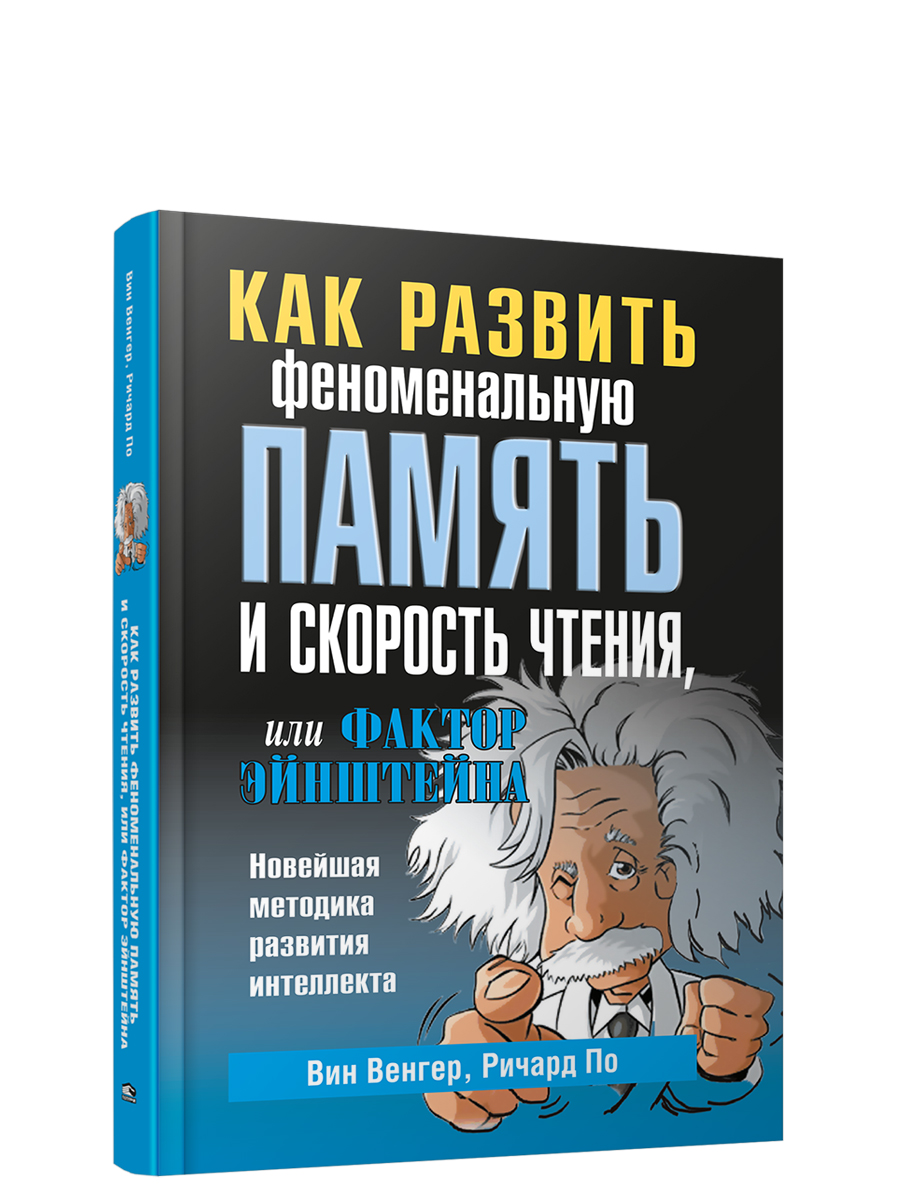 Вин Венгер, Ричард По
КАК РАЗВИТЬ ФЕНОМЕНАЛЬНУЮ ПАМЯТЬ
И СКОРОСТЬ ЧТЕНИЯ, ИЛИ ФАКТОР ЭЙНШТЕЙНА
КАК РАЗВИТЬ
феноменальную
ПАМЯТЬ
И СКОРОСТЬ ЧТЕНИЯ,
или ФАКТОР
ЭЙНШТЕЙНА
Новейшая
методика
развития
интеллекта
Вин Венгер, Ричард По